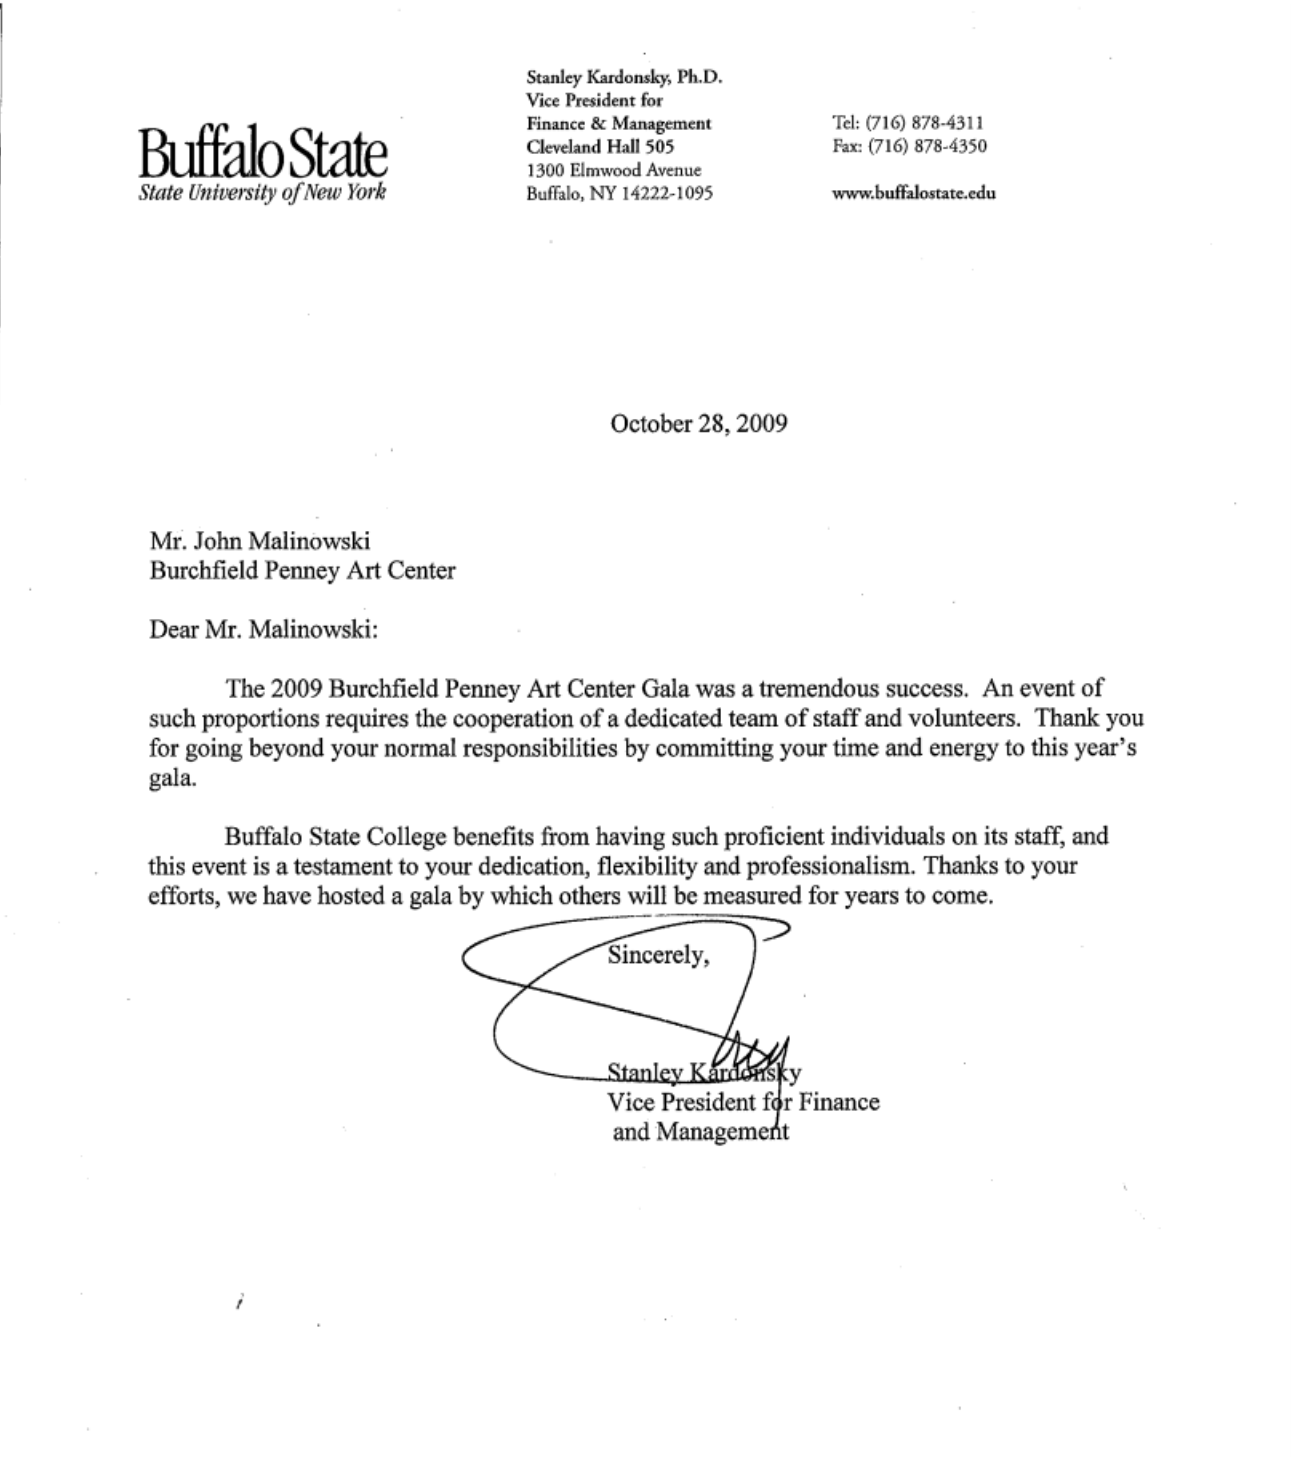 Buffalo State
State University of New York
Stanley Kardonsky, Ph.D.
Vice President for
Finance & Management
Cleveland Hall 505
1300 Elmwood Avenue
Buffalo, NY 14222-1095
Tel: (716) 878-4311
Fax: (716) 878-4350
www.buffalostate.edu
October 28, 2009
Mr. John Malinowski
Burchfield Penney Art Center
Dear Mr. Malinowski:
The 2009 Burchfield Penney Art Center Gala was a tremendous success. An event of
such proportions requires the cooperation of a dedicated team of staff and volunteers. Thank you
for going beyond your normal responsibilities by committing your time and energy to this year's
gala.
Buffalo State College benefits from having such proficient individuals on its staff, and
this event is a testament to your dedication, flexibility and professionalism. Thanks to your
efforts, we have hosted a gala by which others will be measured for years to come.
Sincerely,
Stanley Kardonsky
Vice President for Finance
and Management